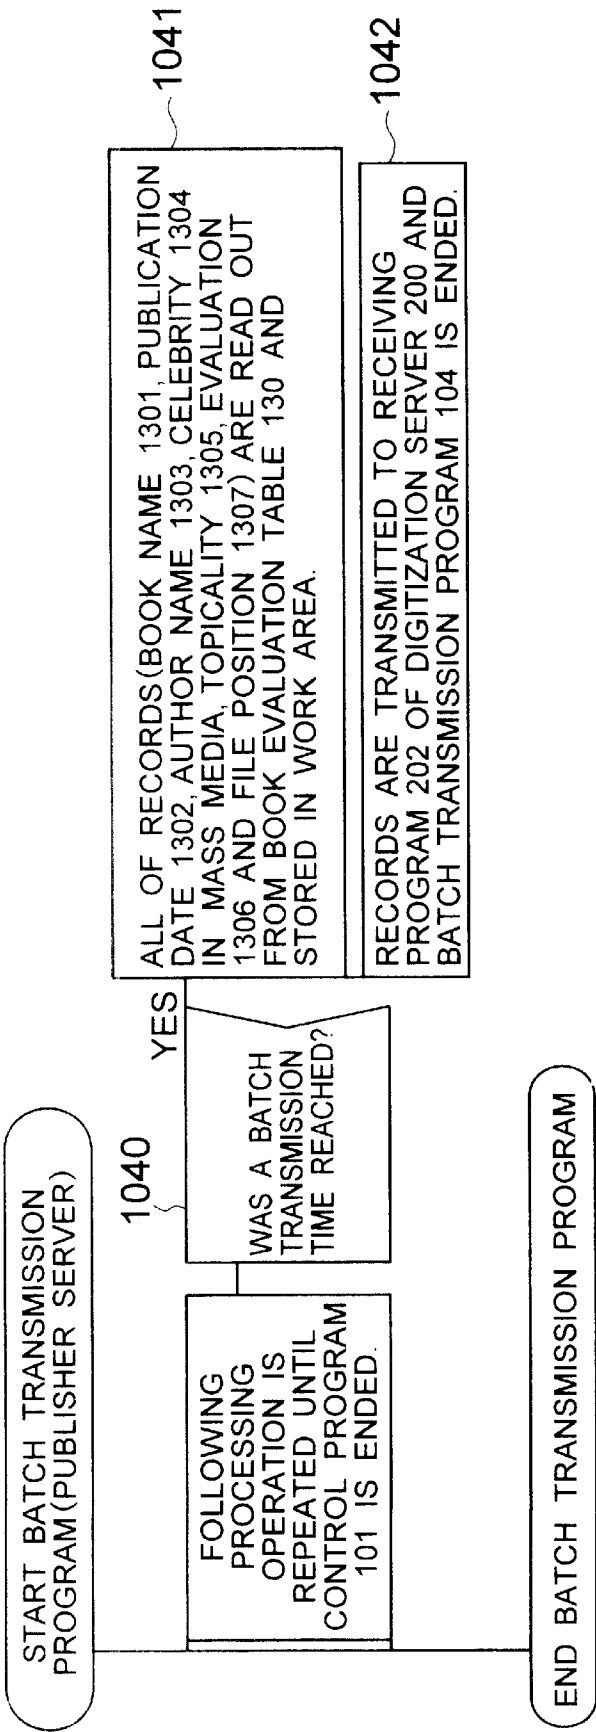 START BATCH TRANSMISSION
PROGRAM(PUBLISHER SERVER)
FOLLOWING
PROCESSING
OPERATION IS
REPEATED UNTIL
CONTROL PROGRAM
101 IS ENDED.
1040
WAS A BATCH
TRANSMISSION
TIME REACHED?
YES
ALL OF RECORDS(BOOK NAME 1301, PUBLICATION
DATE 1302, AUTHOR NAME 1303, CELEBRITY 1304
IN MASS MEDIA, TOPICALITY 1305, EVALUATION
1306 AND FILE POSITION 1307) ARE READ OUT
FROM BOOK EVALUATION TABLE 130 AND
STORED IN WORK AREA.
1041
RECORDS ARE TRANSMITTED TO RECEIVING
PROGRAM 202 OF DIGITIZATION SERVER 200 AND
BATCH TRANSMISSION PROGRAM 104 IS ENDED.
1042
END BATCH TRANSMISSION PROGRAM